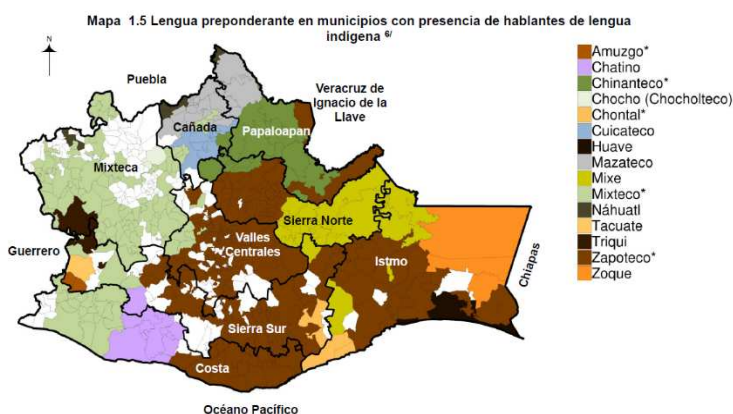 Mapa 1.5 Lengua preponderante en municipios con presencia de hablantes de lengua
indígena 6/
N
Puebla
Veracruz de
Ignacio de la
Llave
Cañada
Papaloapan
Mixteca
Sierra Norte
Valles
Centrales
Guerrero
Istmo
Chiapas
Sierra Sur
Costa
Océano Pacífico
Amuzgo*
Chatino
Chinanteco*
Chocho (Chocholteco)
Chontal*
Cuicateco
Huave
Mazateco
Mixe
Mixteco*
Náhuatl
Tacuate
Triqui
Zapoteco*
Zoque